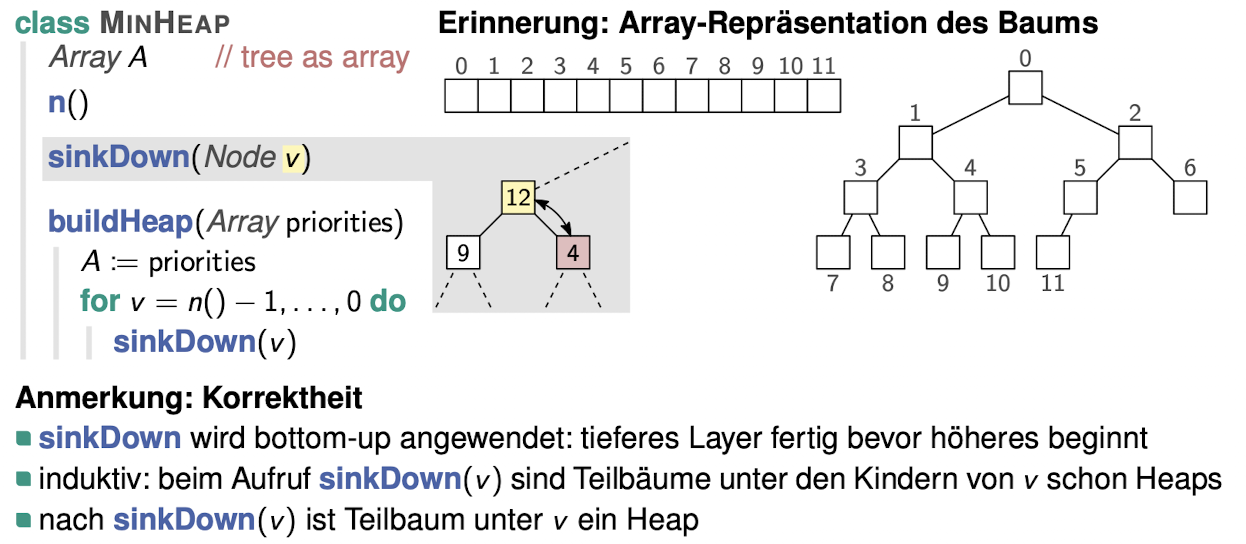 class MINHEAP
Array A // tree as array
n()
sinkDown(Node v)
buildHeap(Array priorities)
A := priorities
for v = n() − 1, . . . , 0 do
sinkDown(v)
12
9 4
Erinnerung: Array-Repräsentation des Baums
0 1 2 3 4 5 6 7 8 9 10 11
0
1 2
3 4 5 6
7 8 9 10 11
Anmerkung: Korrektheit
sinkDown wird bottom-up angewendet: tieferes Layer fertig bevor höheres beginnt
induktiv: beim Aufruf sinkDown(v) sind Teilbäume unter den Kindern von v schon Heaps
nach sinkDown(v) ist Teilbaum unter v ein Heap